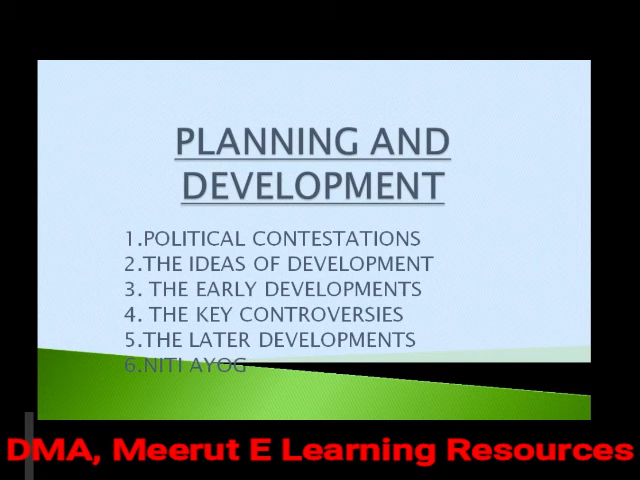 PLANNING AND
DEVELOPMENT
1.POLITICAL CONTESTATIONS
2.THE IDEAS OF DEVELOPMENT
3. THE EARLY DEVELOPMENTS
4. THE KEY CONTROVERSIES
5.THE LATER DEVELOPMENTS
6.NITI AYOG
DMA, Meerut E Learning Resources